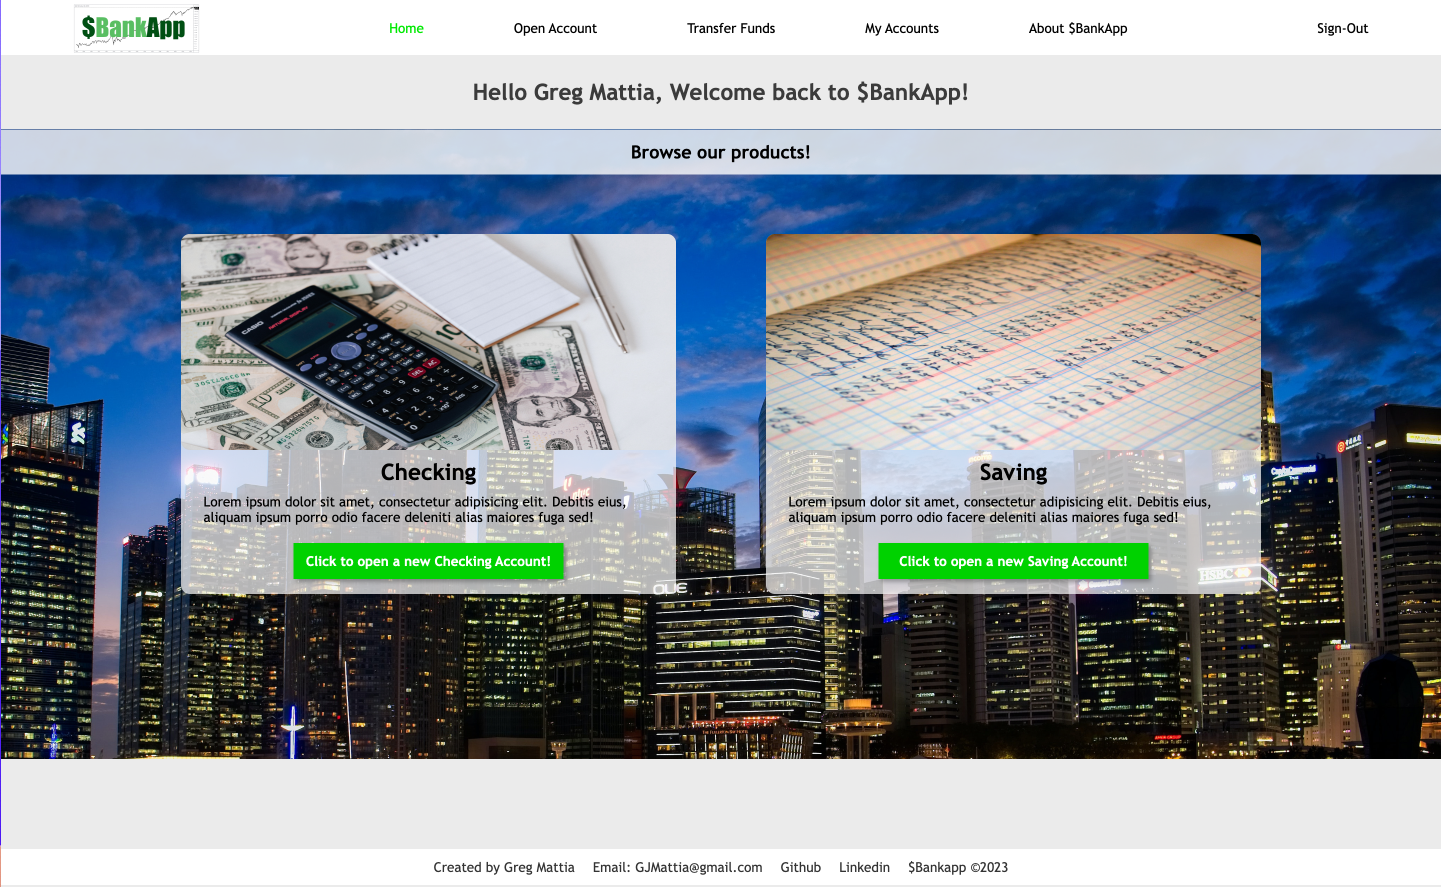 $BankApp
Home
Open Account
Transfer Funds
My Accounts
About $BankApp
Sign-Out
Hello Greg Mattia, Welcome back to $BankApp!
Browse our products!
Checking
Lorem ipsum dolor sit amet, consectetur adipisicing elit. Debitis eius,
aliquam ipsum porro odio facere deleniti alias maiores fuga sed!
Click to open a new Checking Account!
Saving
Lorem ipsum dolor sit amet, consectetur adipisicing elit. Debitis eius,
aliquam ipsum porro odio facere deleniti alias maiores fuga sed!
Click to open a new Saving Account!
CASIO
HSBC
Created by Greg Mattia
Email: GJMattia@gmail.com
Github
Linkedin
$Bankapp ©2023